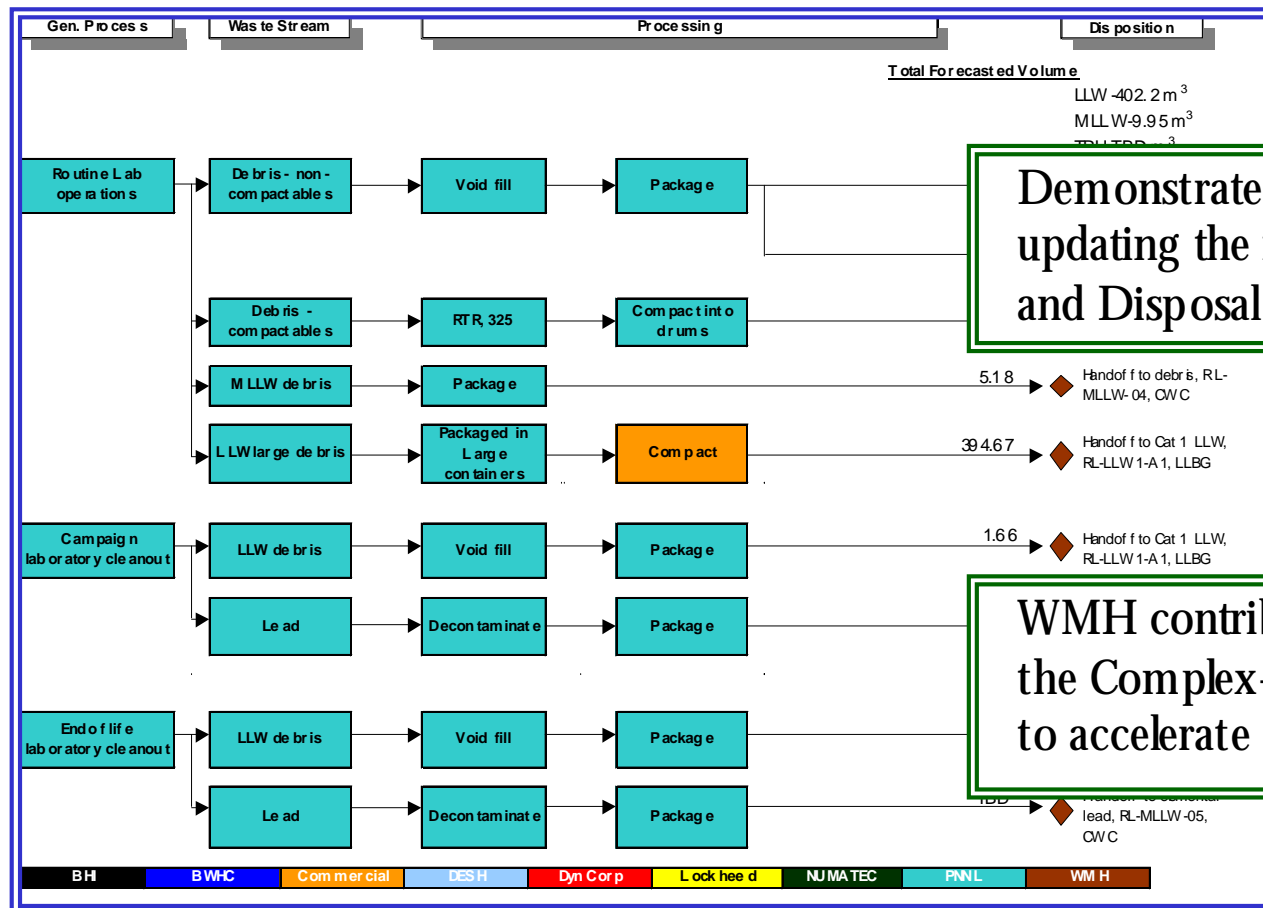 Gen. Process Waste Stream Processing Disposition
Total Forecasted Volume
LLW-402.2 m³
MLLW-9.95 m³
Routine Lab
operations
Debris - non-
compactables
Void fill
Package
Demonstrate
updating the
and Disposal
Debris -
compactables
RTR, 325
Compact into
drums
MLLW debris
Package
5.18
Handoff to debris, RL-
MLLW-04, CWC
LLW large debris
Packaged in
Large
containers
Compact
394.67
Handoff to Cat 1 LLW,
RL-LLW1-A1, LLBG
Campaign
laboratory cleanout
LLW debris
Void fill
Package
1.66
Handoff to Cat 1 LLW,
RL-LLW1-A1, LLBG
Lead
Decontaminate
Package
WMH contrib
the Complex-
to accelerate
End of life
laboratory cleanout
LLW debris
Void fill
Package
Lead
Decontaminate
Package
lead, RL-MLLW-05,
CWC
BHI BWHC Commercial DESH DynCorp Lockheed NUMATEC PNNL WMH